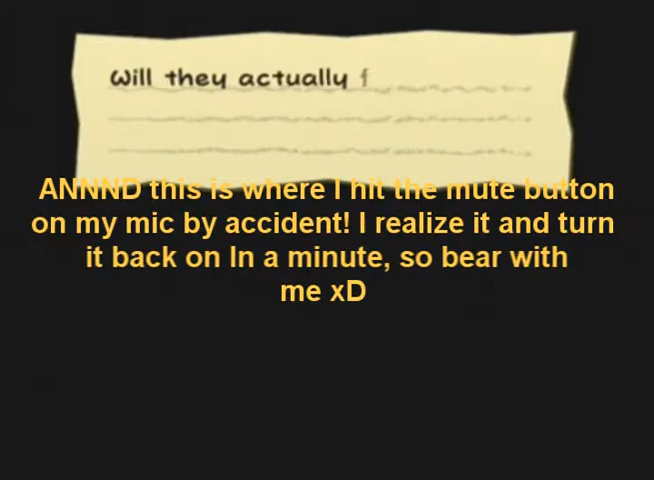 Will they actually f
ANNND this is where I hit the mute button
on my mic by accident! I realize it and turn
it back on In a minute, so bear with
me xD